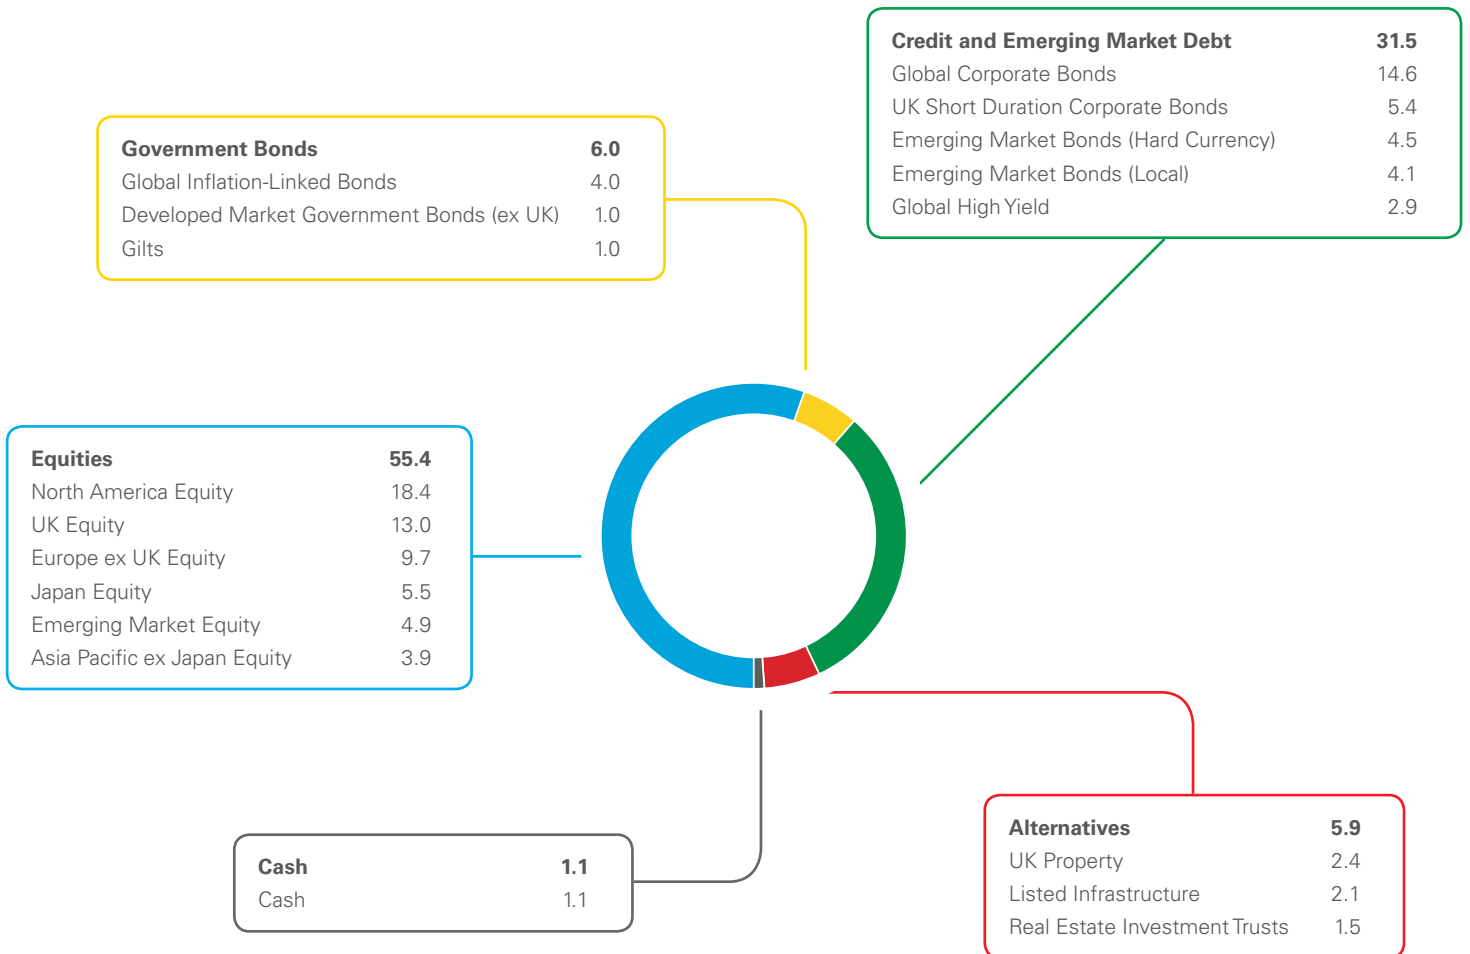 Credit and Emerging Market Debt 31.5
Global Corporate Bonds 14.6
UK Short Duration Corporate Bonds 5.4
Emerging Market Bonds (Hard Currency) 4.5
Emerging Market Bonds (Local) 4.1
Global High Yield 2.9
Government Bonds 6.0
Global Inflation-Linked Bonds 4.0
Developed Market Government Bonds (ex UK) 1.0
Gilts 1.0
Equities 55.4
North America Equity 18.4
UK Equity 13.0
Europe ex UK Equity 9.7
Japan Equity 5.5
Emerging Market Equity 4.9
Asia Pacific ex Japan Equity 3.9
Cash 1.1
Cash 1.1
Alternatives 5.9
UK Property 2.4
Listed Infrastructure 2.1
Real Estate Investment Trusts 1.5